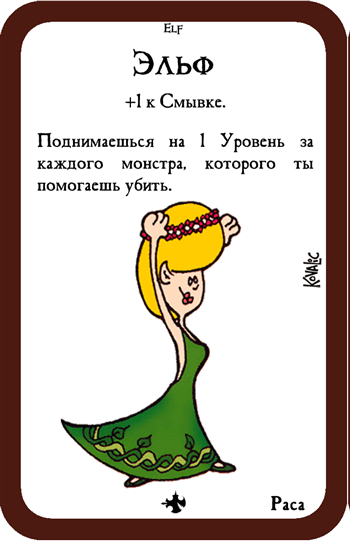 Elf
Эльф
+1 к Смывке.
Поднимаешься на 1 Уровень за
каждого монстра, которого ты
помогаешь убить.
Kovalic
Раса